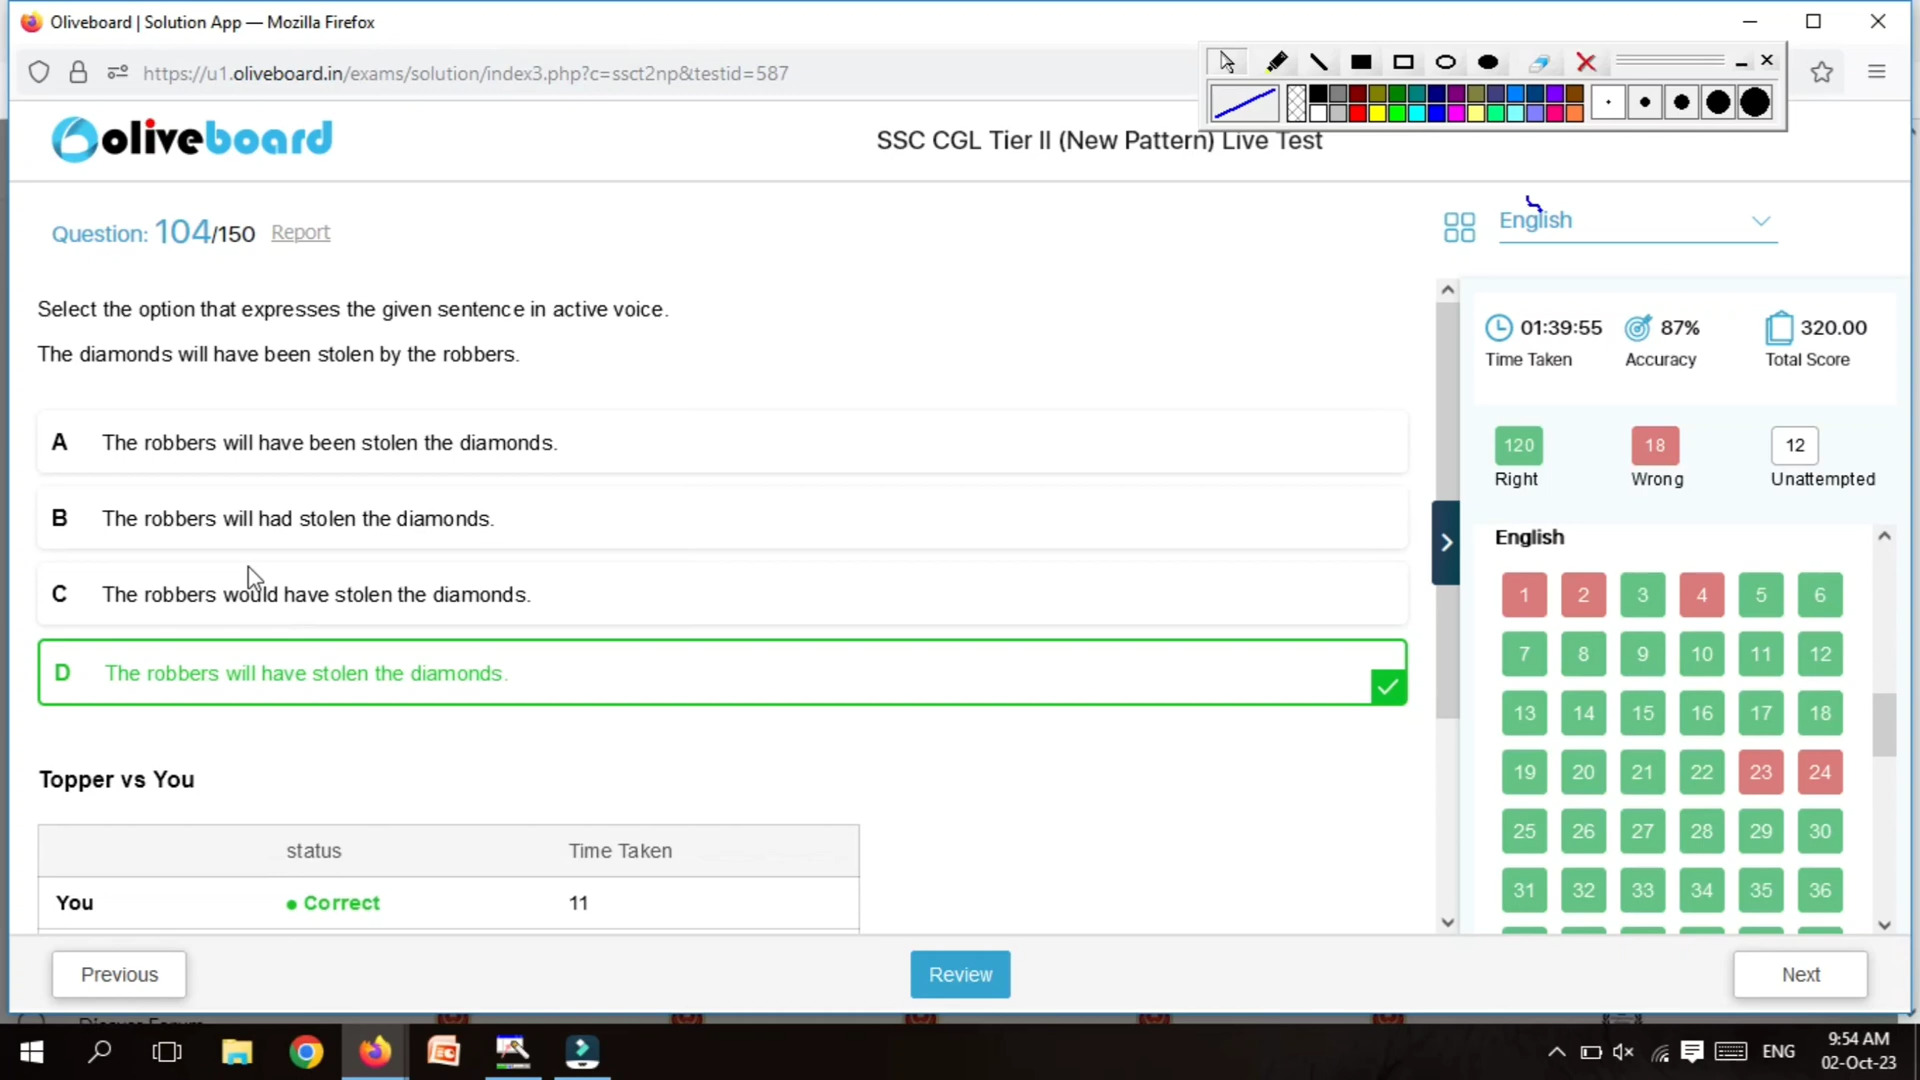 Oliveboard | Solution App — Mozilla Firefox
https://u1.oliveboard.in/exams/solution/index3.php?c=ssct2np&testid=587
oliveboard
SSC CGL Tier II (New Pattern) Live Test
Question: 104/150 Report
English
Select the option that expresses the given sentence in active voice.
The diamonds will have been stolen by the robbers.
A The robbers will have been stolen the diamonds.
B The robbers will had stolen the diamonds.
C The robbers would have stolen the diamonds.
D The robbers will have stolen the diamonds.
Topper vs You
status Time Taken
You Correct 11
Previous
Review
Next
01:39:55 87% 320.00
Time Taken Accuracy Total Score
120 18 12
Right Wrong Unattempted
English
1 2 3 4 5 6
7 8 9 10 11 12
13 14 15 16 17 18
19 20 21 22 23 24
25 26 27 28 29 30
31 32 33 34 35 36
ENG
9:54 AM
02-Oct-23